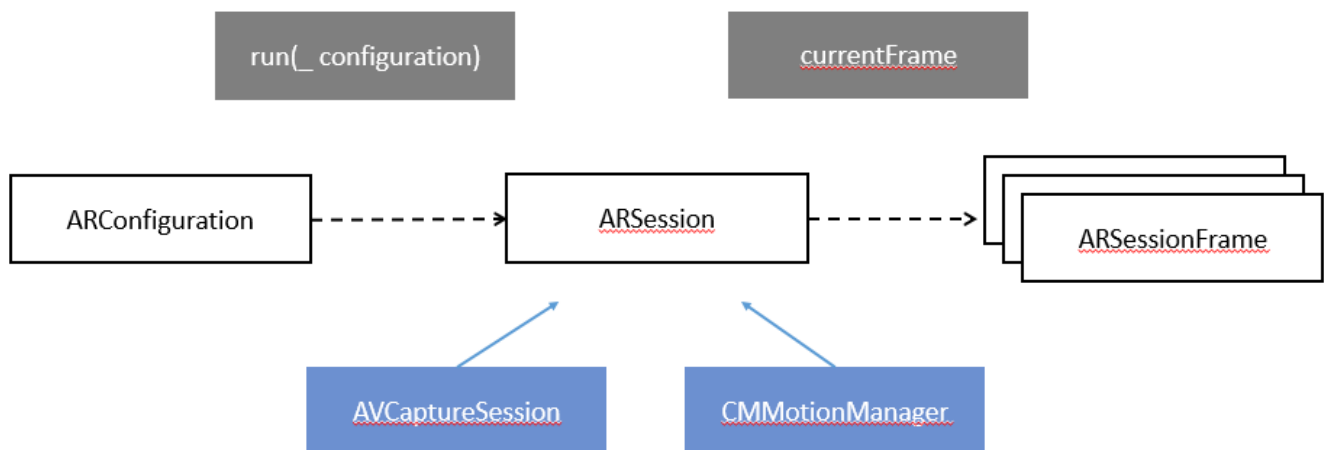 run(_ configuration)
currentFrame
ARConfiguration
ARSession
ARSessionFrame
AVCaptureSession
CMMotionManager